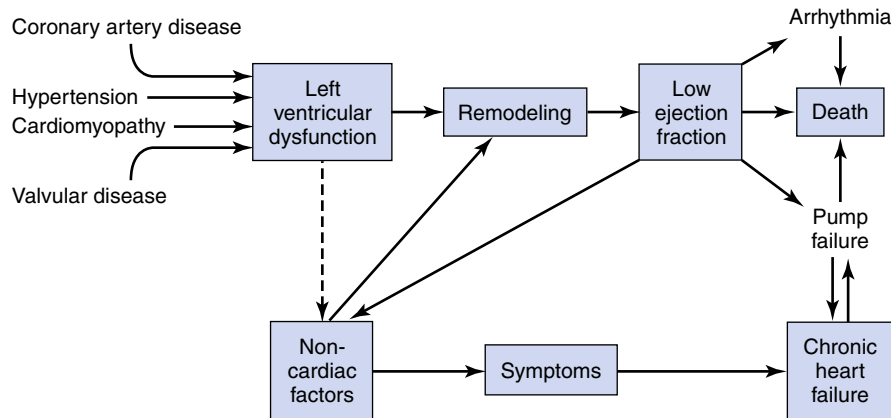 Coronary artery disease
Hypertension
Cardiomyopathy
Valvular disease
Left
ventricular
dysfunction
Remodeling
Low
ejection
fraction
Arrhythmia
Death
Pump
failure
Non-
cardiac
factors
Symptoms
Chronic
heart
failure